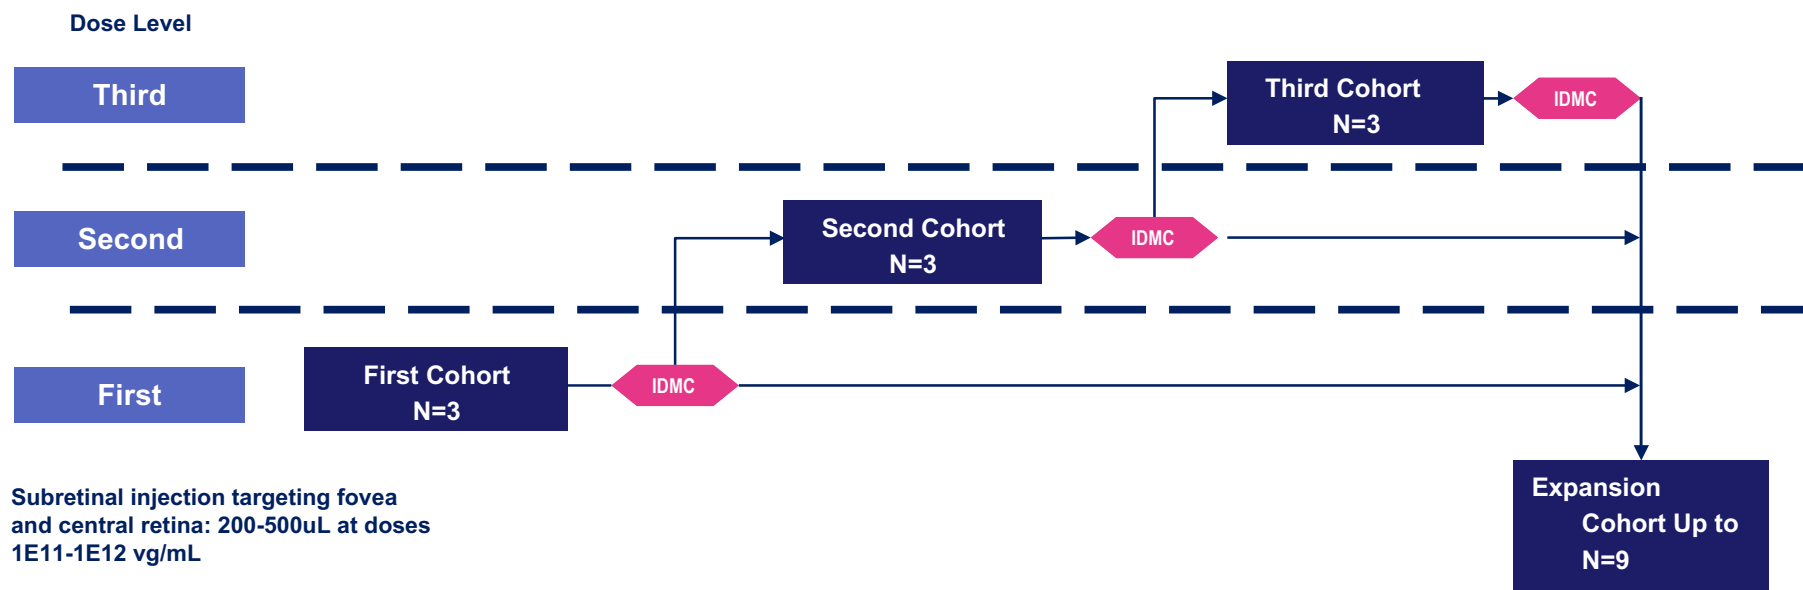 Dose Level
Third
Third Cohort
N=3
IDMC
Second
Second Cohort
N=3
IDMC
First
First Cohort
N=3
IDMC
Subretinal injection targeting fovea
and central retina: 200-500uL at doses
1E11-1E12 vg/mL
Expansion
Cohort Up to
N=9